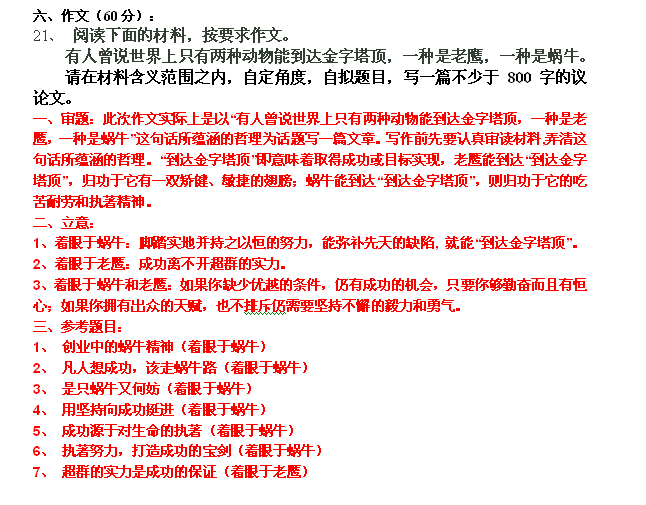 六、作文（60分）：
21、 阅读下面的材料，按要求作文。
有人曾说世界上只有两种动物能到达金字塔顶，一种是老鹰，一种是蜗牛。
请在材料含义范围之内，自定角度，自拟题目，写一篇不少于 800 字的议
论文。
一、审题：此次作文实际上是以“有人曾说世界上只有两种动物能到达金字塔顶，一种是老
鹰，一种是蜗牛”这句话所蕴涵的哲理为话题写一篇文章。写作前先要认真审读材料,弄清这
句话所蕴涵的哲理。“到达金字塔顶”即意味着取得成功或目标实现，老鹰能到达“到达金字
塔顶”，归功于它有一双矫健、敏捷的翅膀；蜗牛能到达“到达金字塔顶”，则归功于它的吃
苦耐劳和执著精神。
二、立意：
1、着眼于蜗牛：脚踏实地并持之以恒的努力，能弥补先天的缺陷, 就能“到达金字塔顶”。
2、着眼于老鹰：成功离不开超群的实力。
3、着眼于蜗牛和老鹰：如果你缺少优越的条件，仍有成功的机会，只要你够勤奋而且有恒
心；如果你拥有出众的天赋，也不排斥仍需要坚持不懈的毅力和勇气。
三、参考题目：
1、 创业中的蜗牛精神（着眼于蜗牛）
2、 凡人想成功，该走蜗牛路（着眼于蜗牛）
3、 是只蜗牛又何妨（着眼于蜗牛）
4、 用坚持向成功挺进（着眼于蜗牛）
5、 成功源于对生命的执著（着眼于蜗牛）
6、 执著努力，打造成功的宝剑（着眼于蜗牛）
7、 超群的实力是成功的保证（着眼于老鹰）